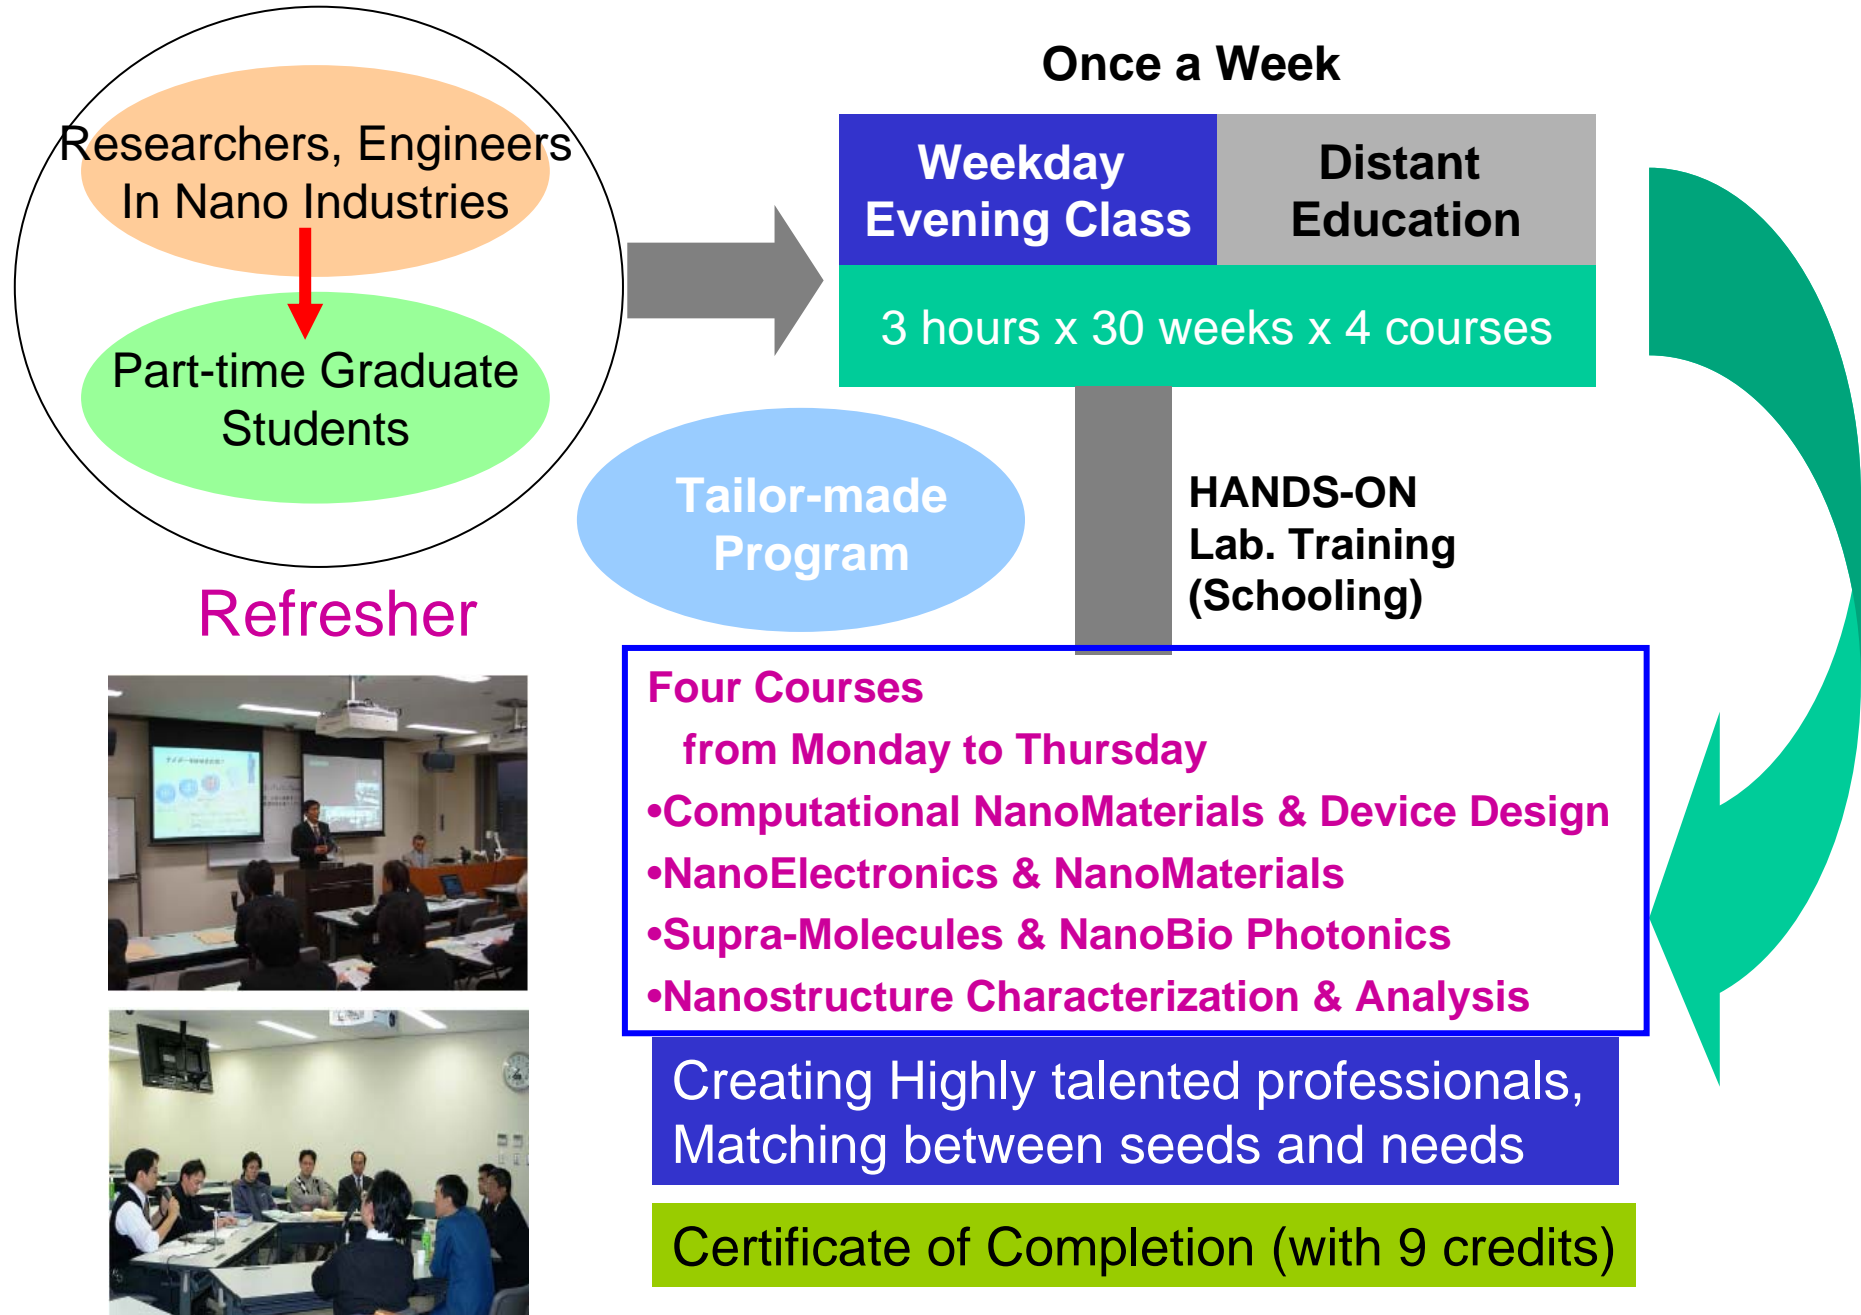 Once a Week
Researchers, Engineers
In Nano Industries
Part-time Graduate
Students
Refresher
Weekday
Evening Class
Distant
Education
3 hours x 30 weeks x 4 courses
Tailor-made
Program
HANDS-ON
Lab. Training
(Schooling)
Four Courses
from Monday to Thursday
•Computational NanoMaterials & Device Design
•NanoElectronics & NanoMaterials
•Supra-Molecules & NanoBio Photonics
•Nanostructure Characterization & Analysis
Creating Highly talented professionals,
Matching between seeds and needs
Certificate of Completion (with 9 credits)